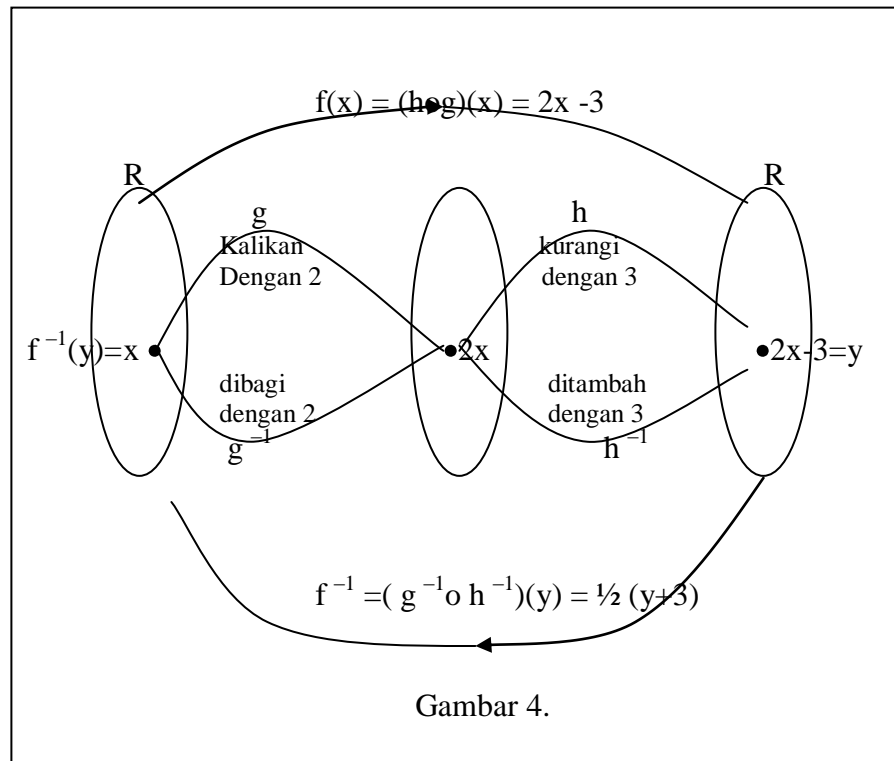 f(x) = (hog)(x) = 2x -3
R R
g h
Kalikan kurangi
Dengan 2 dengan 3
f ⁻¹(y)=x 2x 2x-3=y
dibagi ditambah
dengan 2 dengan 3
g ⁻¹ h ⁻¹
f ⁻¹ =( g ⁻¹o h ⁻¹)(y) = ½ (y+3)
Gambar 4.